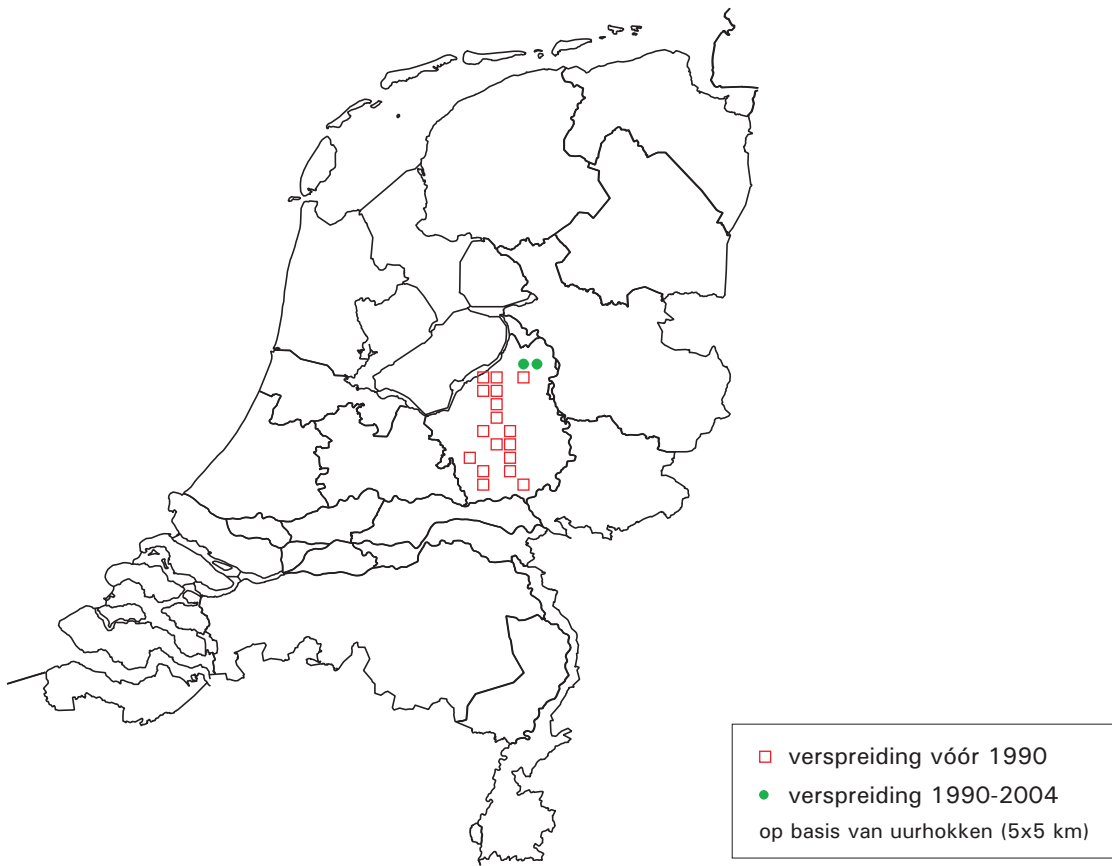 verspreiding vóór 1990
verspreiding 1990-2004
op basis van uurhokken (5x5 km)